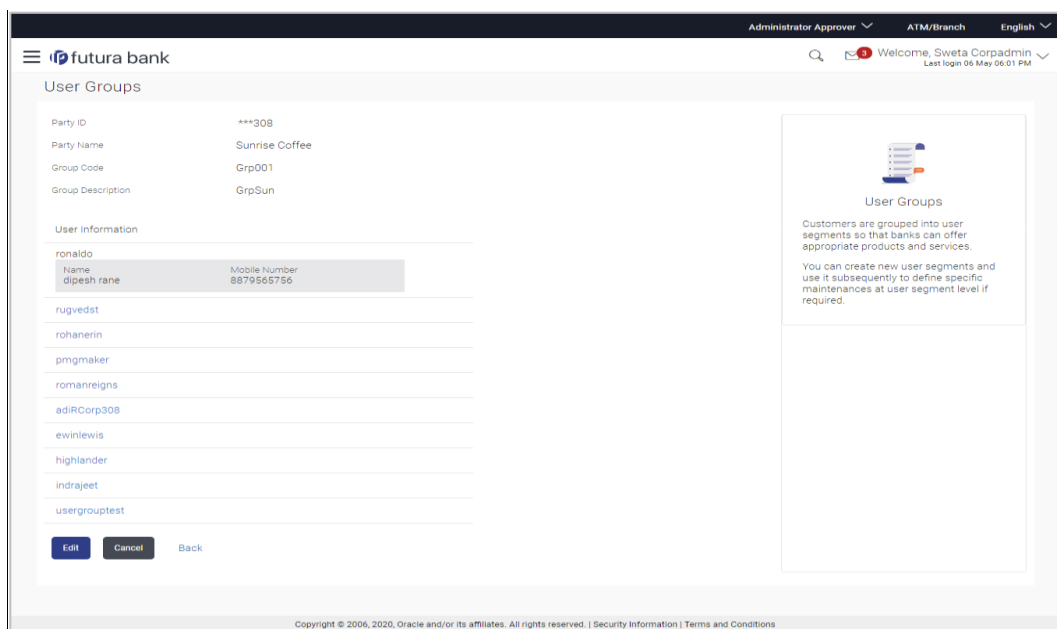 Administrator Approver ATM/Branch English
futura bank
3 Welcome, Sweta Corpadmin
Last login 06 May 06:01 PM
User Groups
Party ID ***308
Party Name Sunrise Coffee
Group Code Grp001
Group Description GrpSun
User Information
ronaldo
Name Mobile Number
dipesh rane 8879565756
rugvedst
rohanerin
pmgmaker
romanreigns
adiRCorp308
ewinlewis
highlander
indrajeet
usergrouptest
Edit Cancel Back
User Groups
Customers are grouped into user
segments so that banks can offer
appropriate products and services.
You can create new user segments and
use it subsequently to define specific
maintenances at user segment level if
required.
Copyright © 2006, 2020, Oracle and/or its affiliates. All rights reserved. | Security Information | Terms and Conditions